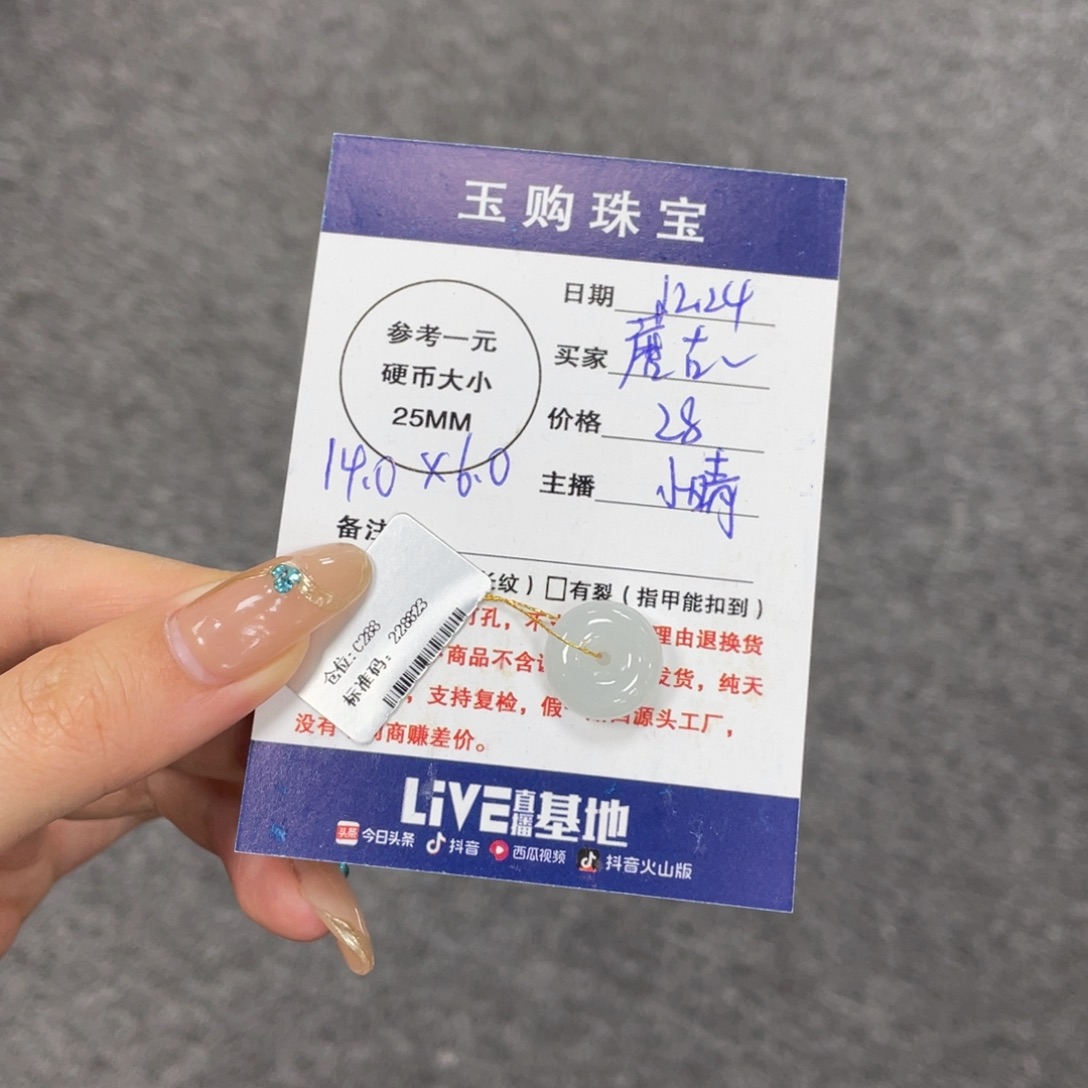 玉购珠宝
参考一元
硬币大小
25MM
14.0 x 6.0
日期 12.24
买家
价格 28
主播 小晴
备注
长纹）□有裂（指甲能扣到）
打孔， 理由退换货
商品不含 发货，纯天
，支持复检，假一 源头工厂，
没有 商赚差价。
仓位: C288
标准码:
LiVE直播基地
头条 今日头条 抖音 西瓜视频 抖音火山版